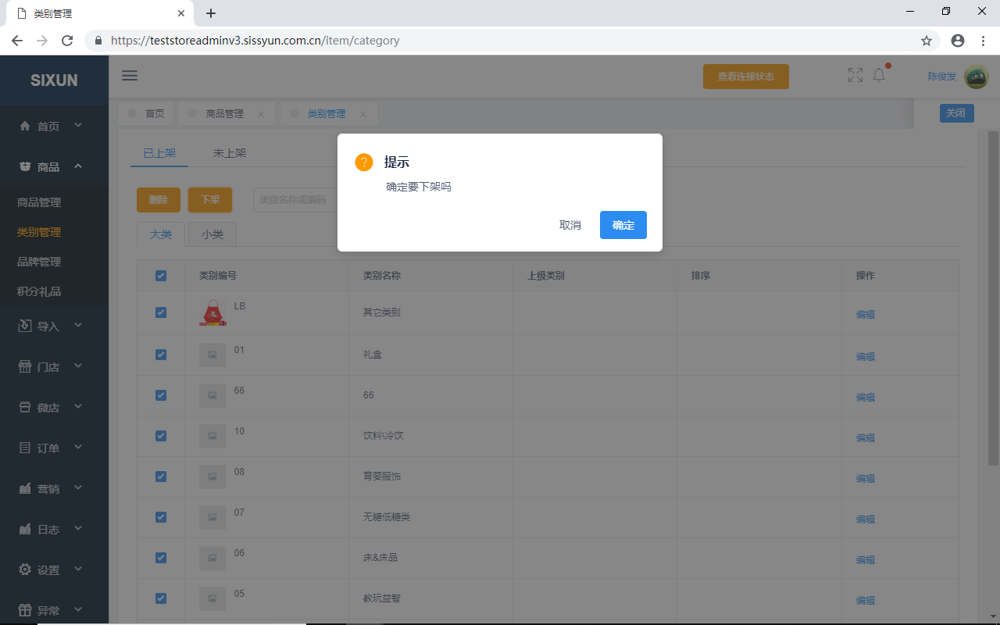 类别管理
https://teststoreadminv3.sissyun.com.cn/item/category
SIXUN
查看连接状态
陈俊发
首页
商品
商品管理
类别管理
品牌管理
积分礼品
导入
门店
微店
订单
营销
日志
设置
异常
首页
商品管理
类别管理
关闭
已上架
未上架
删除
下架
类别名称或编码
大类
小类
提示
确定要下架吗
取消
确定
类别编号 类别名称 上级类别 排序 操作
LB 其它类别 编辑
01 礼盒 编辑
66 66 编辑
10 饮料\冷饮 编辑
08 育婴服饰 编辑
07 无糖低糖类 编辑
06 床&床品 编辑
05 教玩益智 编辑